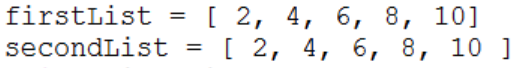 firstList = [ 2, 4, 6, 8, 10]
secondList = [ 2, 4, 6, 8, 10 ]